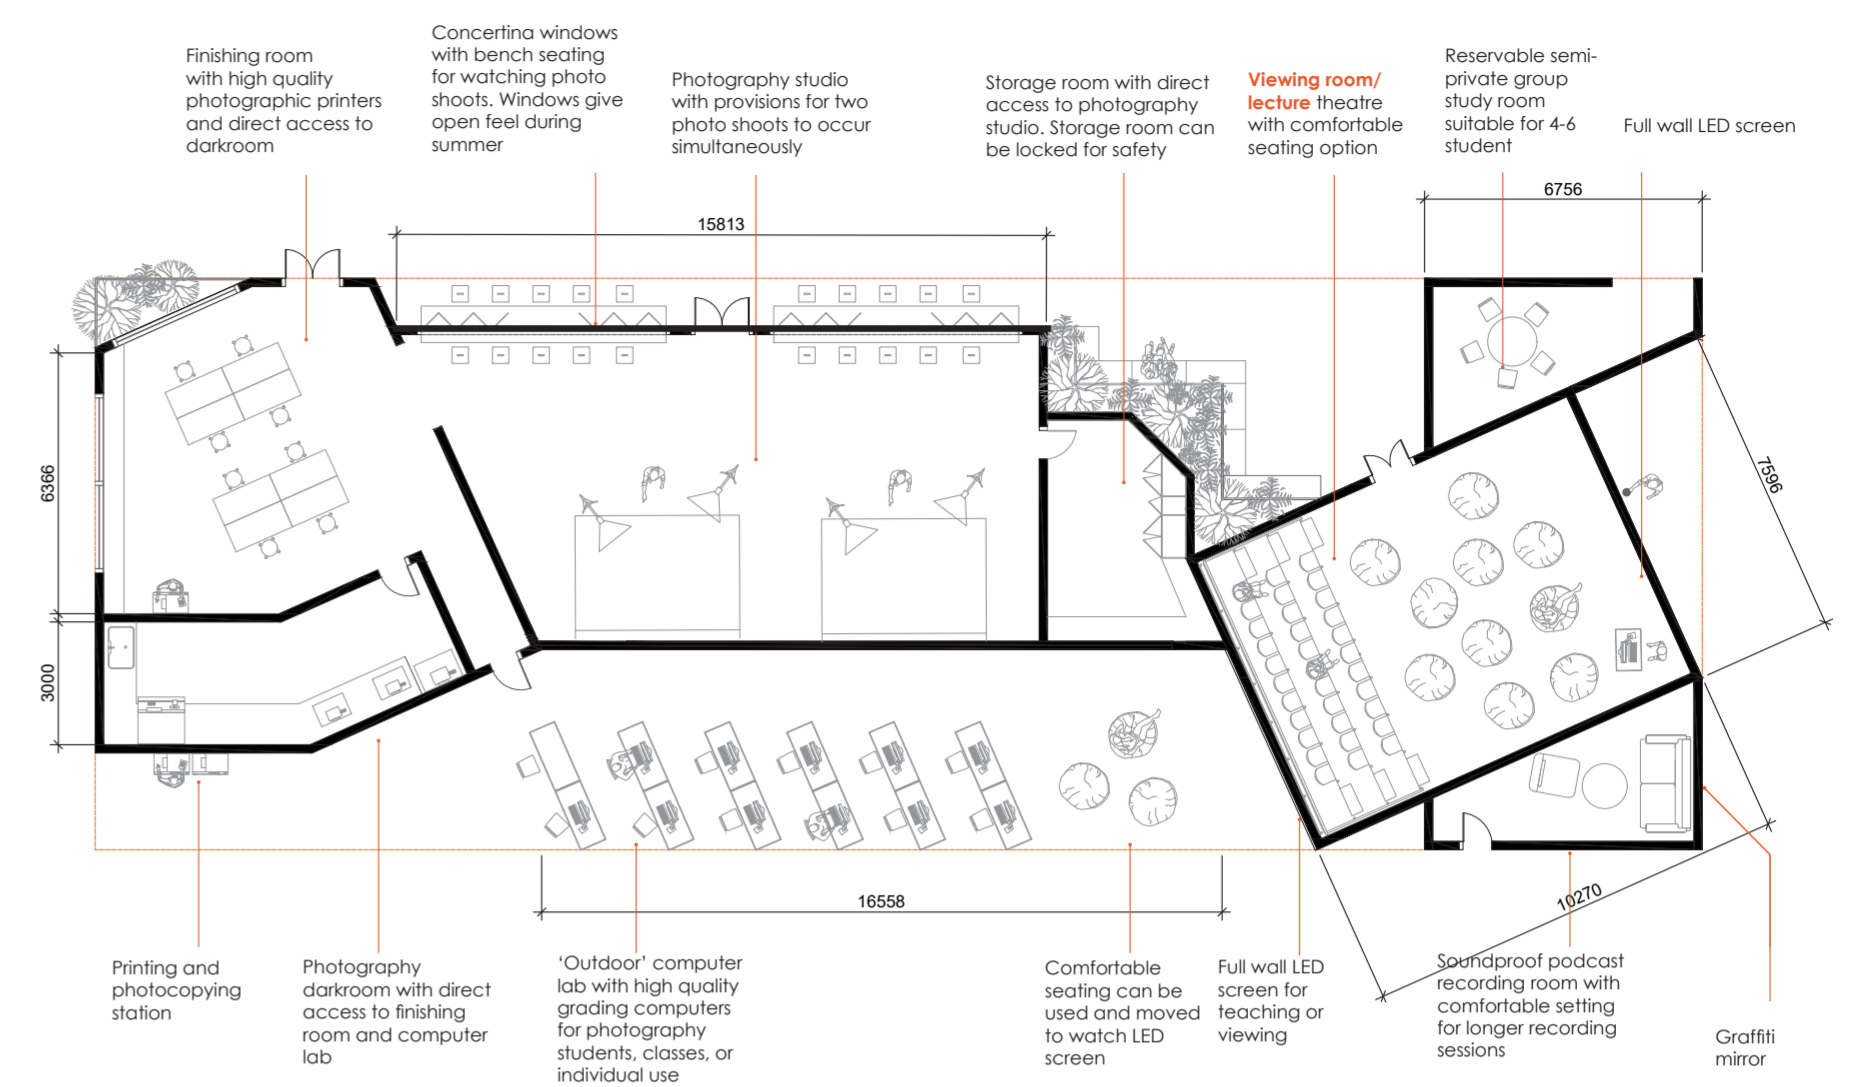 Finishing room
with high quality
photographic printers
and direct access to
darkroom
Concertina windows
with bench seating
for watching photo
shoots. Windows give
open feel during
summer
Photography studio
with provisions for two
photo shoots to occur
simultaneously
Storage room with direct
access to photography
studio. Storage room can
be locked for safety
Viewing room/
lecture theatre
with comfortable
seating option
Reservable semi-
private group
study room
suitable for 4-6
student
Full wall LED screen
15813
6756
6366
7596
3000
16558
10270
Printing and
photocopying
station
Photography
darkroom with direct
access to finishing
room and computer
lab
‘Outdoor’ computer
lab with high quality
grading computers
for photography
students, classes, or
individual use
Comfortable
seating can be
used and moved
to watch LED
screen
Full wall LED
screen for
teaching or
viewing
Soundproof podcast
recording room with
comfortable setting
for longer recording
sessions
Graffiti
mirror